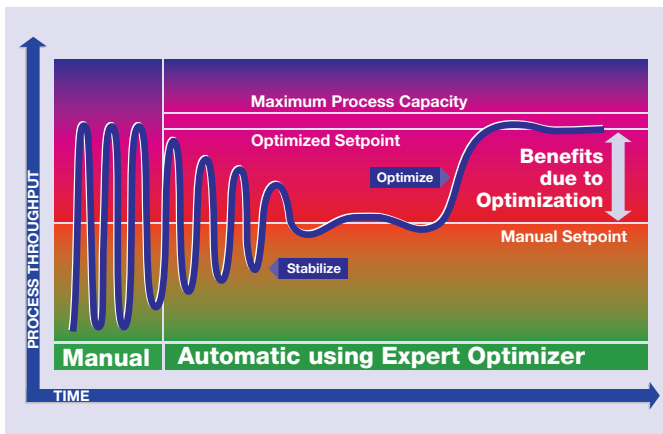 Maximum Process Capacity
Optimized Setpoint
Optimize
Benefits
due to
Optimization
Manual Setpoint
Stabilize
PROCESS THROUGHPUT
Manual
Automatic using Expert Optimizer
TIME